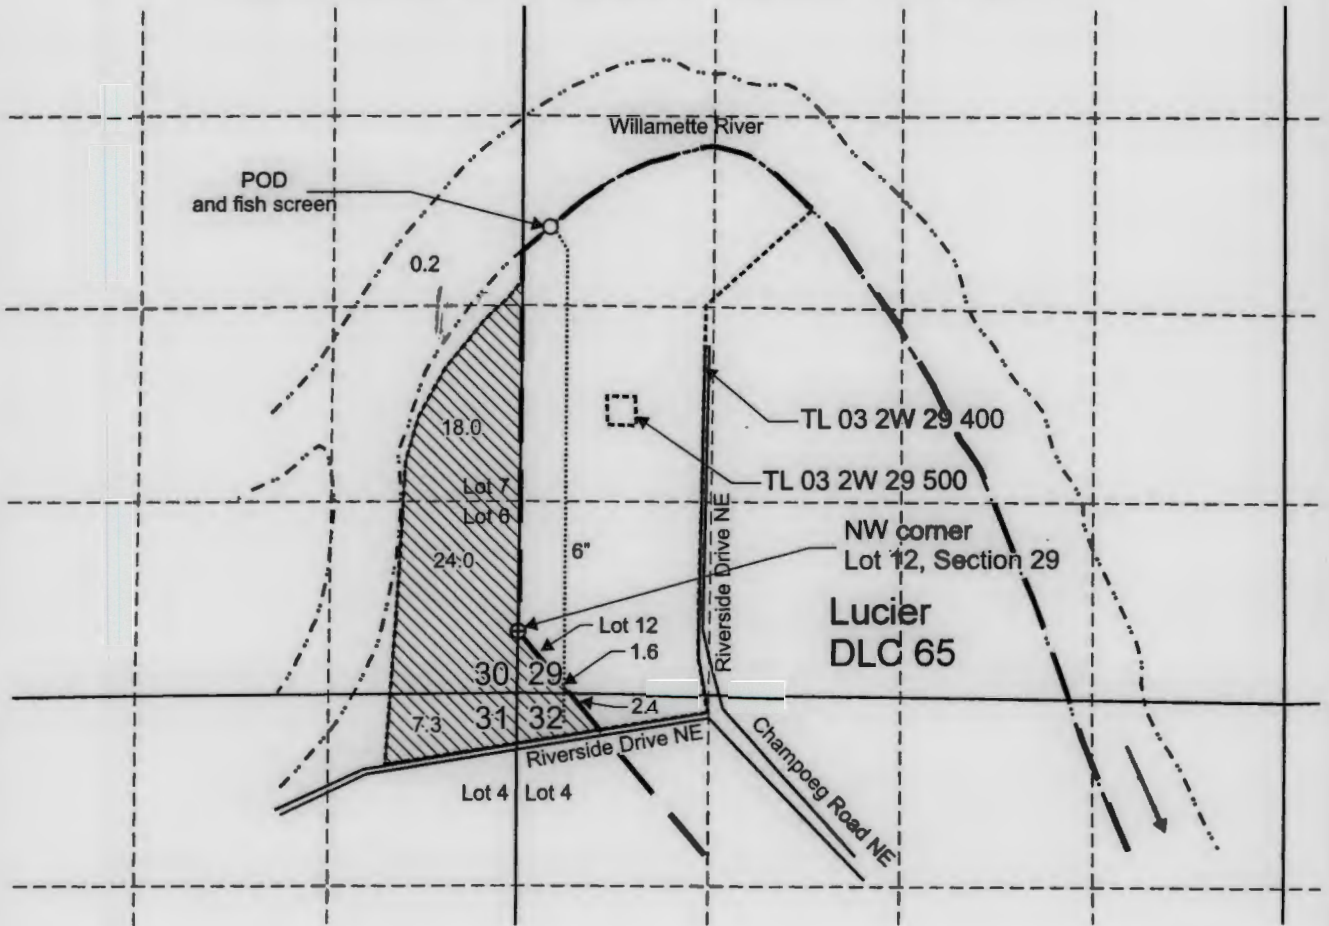 Willamette River
POD
and fish screen
0.2
18.0
TL 03 2W 29 400
TL 03 2W 29 500
Lot 7
Lot 6
Riverside Drive NE
NW corner
Lot 12, Section 29
6"
24.0
Lot 12
1.6
Lucier
DLC 65
30 29
31 32
2.4
7.3
Riverside Drive NE
Champoeg Road NE
Lot 4 Lot 4